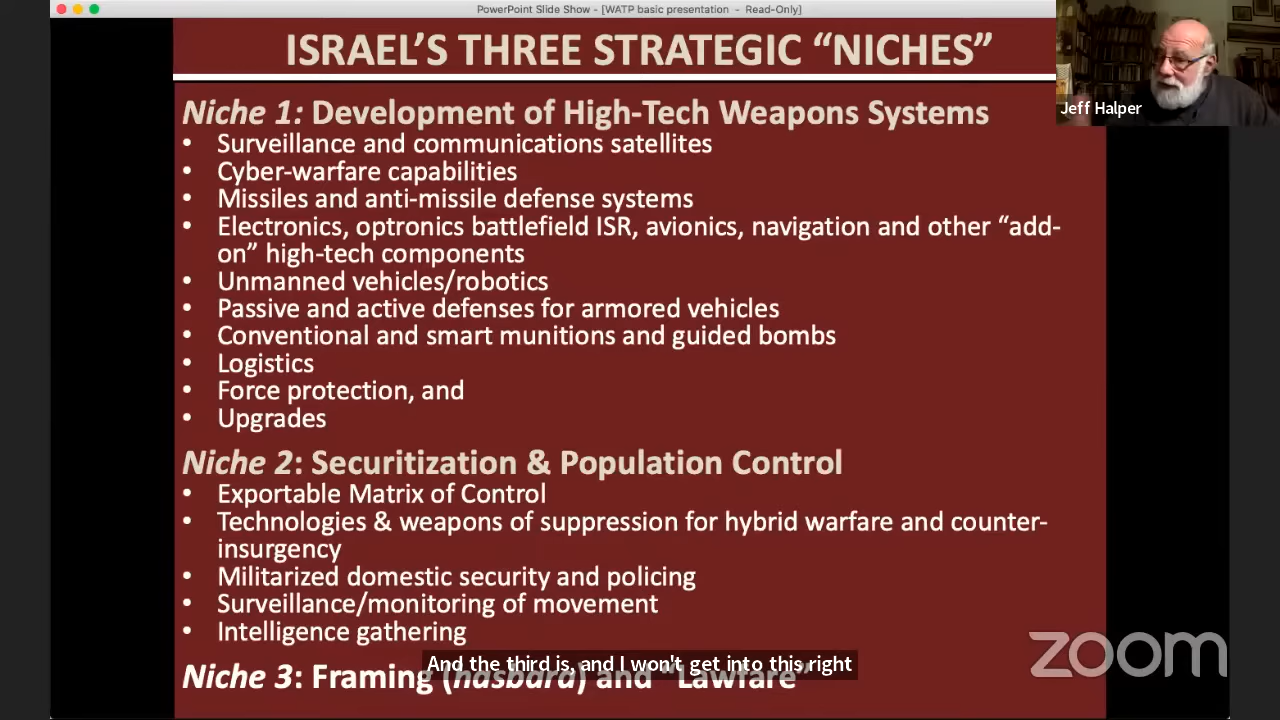 PowerPoint Slide Show - [WATP basic presentation - Read-Only]
ISRAEL'S THREE STRATEGIC “NICHES”
Jeff Halper
Niche 1: Development of High-Tech Weapons Systems
• Surveillance and communications satellites
• Cyber-warfare capabilities
• Missiles and anti-missile defense systems
• Electronics, optronics battlefield ISR, avionics, navigation and other “add-
on” high-tech components
• Unmanned vehicles/robotics
• Passive and active defenses for armored vehicles
• Conventional and smart munitions and guided bombs
• Logistics
• Force protection, and
• Upgrades
Niche 2: Securitization & Population Control
• Exportable Matrix of Control
• Technologies & weapons of suppression for hybrid warfare and counter-
insurgency
• Militarized domestic security and policing
• Surveillance/monitoring of movement
• Intelligence gathering
And the third is, and I won't get into this right
Niche 3: Framing (hasbara) and “Lawfare”
zoom